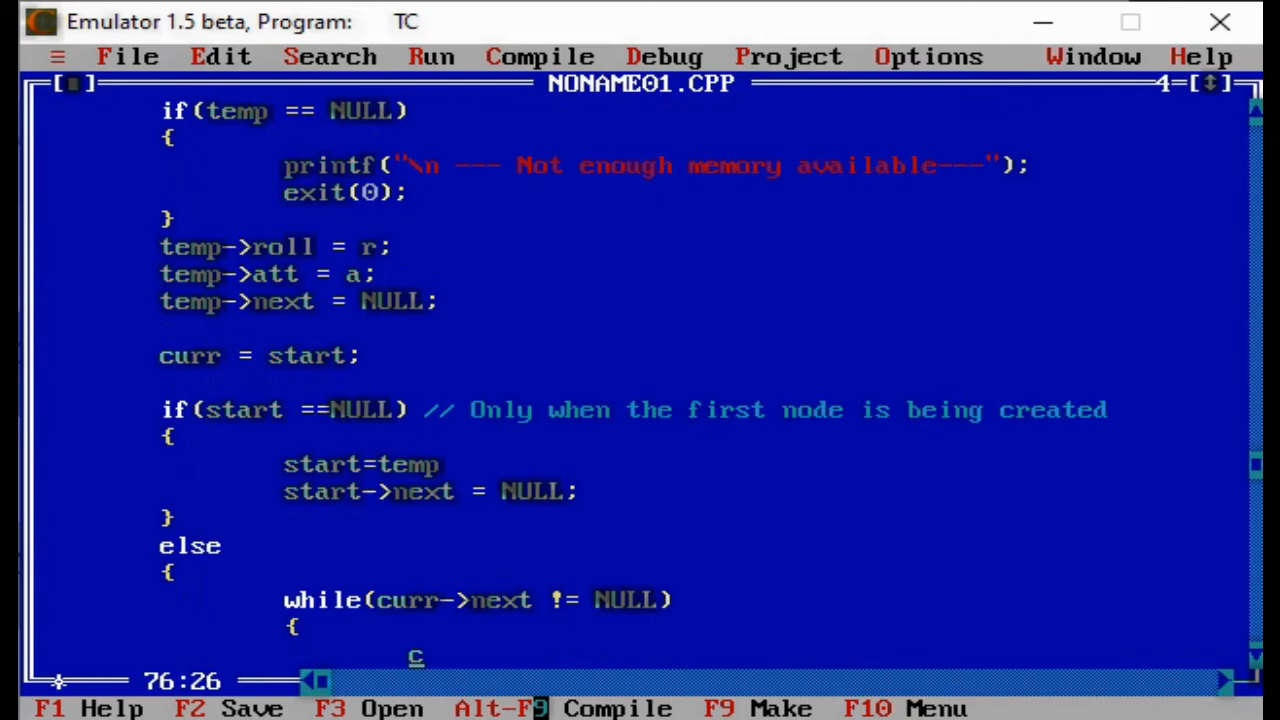 Emulator 1.5 beta, Program: TC
≡ File Edit Search Run Compile Debug Project Options Window Help
[■] NONAME01.CPP 4=[↕]
if(temp == NULL)
{
printf("\n --- Not enough memory available---");
exit(0);
}
temp->roll = r;
temp->att = a;
temp->next = NULL;
curr = start;
if(start ==NULL) // Only when the first node is being created
{
start=temp
start->next = NULL;
}
else
{
while(curr->next != NULL)
{
c
76:26
F1 Help F2 Save F3 Open Alt-F9 Compile F9 Make F10 Menu